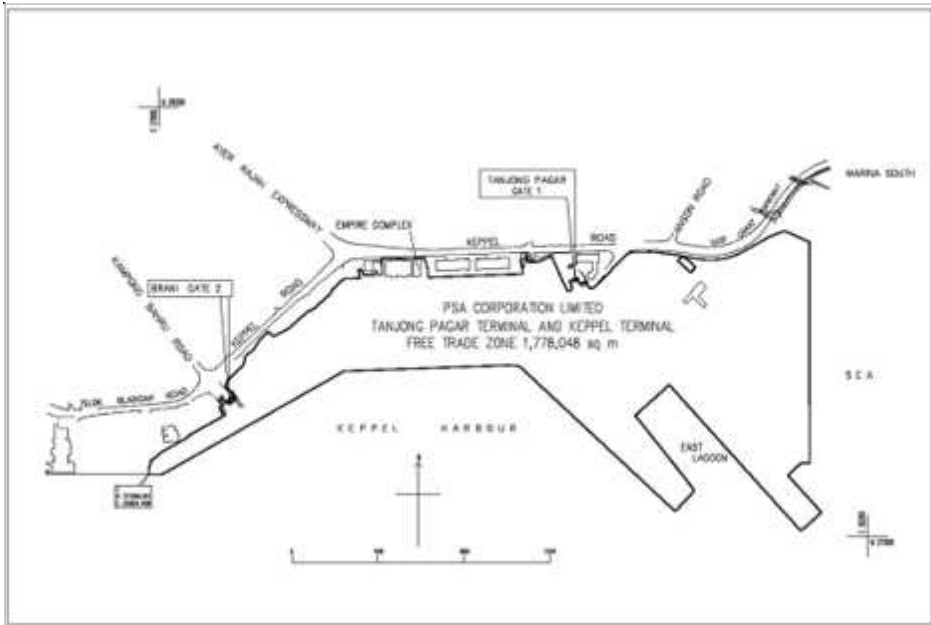 AYER RAJAH EXPRESSWAY
TANJONG PAGAR
GATE 1
MARINA SOUTH
ANSON ROAD
EMPIRE COMPLEX
KEPPEL
ROAD
KAMPONG BAHRU ROAD
BRANI GATE 2
KEPPEL ROAD
PSA CORPORATION LIMITED
TANJONG PAGAR TERMINAL AND KEPPEL TERMINAL
FREE TRADE ZONE 1,778,048 sq m
SEA
TELOK BLANGAH ROAD
KEPPEL HARBOUR
EAST
LAGOON